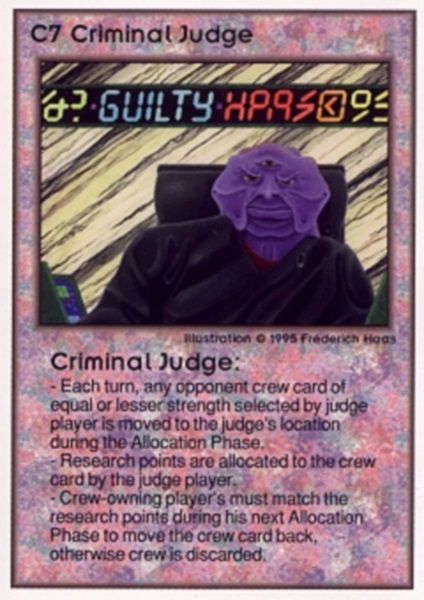 C7 Criminal Judge
GUILTY
Illustration © 1995 Frederich Haas
Criminal Judge:
- Each turn, any opponent crew card of
equal or lesser strength selected by judge
player is moved to the judge's location
during the Allocation Phase.
- Research points are allocated to the crew
card by the judge player.
- Crew-owning player's must match the
research points during his next Allocation
Phase to move the crew card back,
otherwise crew is discarded.